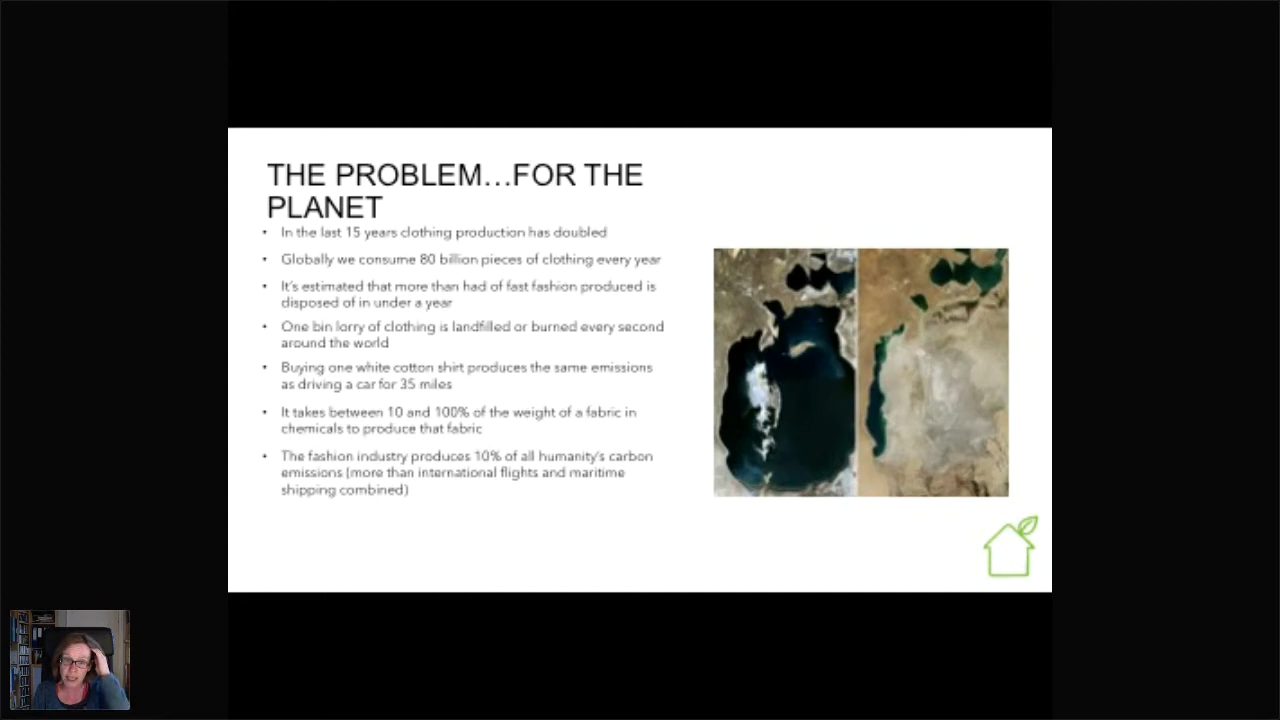 THE PROBLEM…FOR THE
PLANET
• In the last 15 years clothing production has doubled
• Globally we consume 80 billion pieces of clothing every year
• It's estimated that more than had of fast fashion produced is
disposed of in under a year
• One bin lorry of clothing is landfilled or burned every second
around the world
• Buying one white cotton shirt produces the same emissions
as driving a car for 35 miles
• It takes between 10 and 100% of the weight of a fabric in
chemicals to produce that fabric
• The fashion industry produces 10% of all humanity's carbon
emissions (more than international flights and maritime
shipping combined)